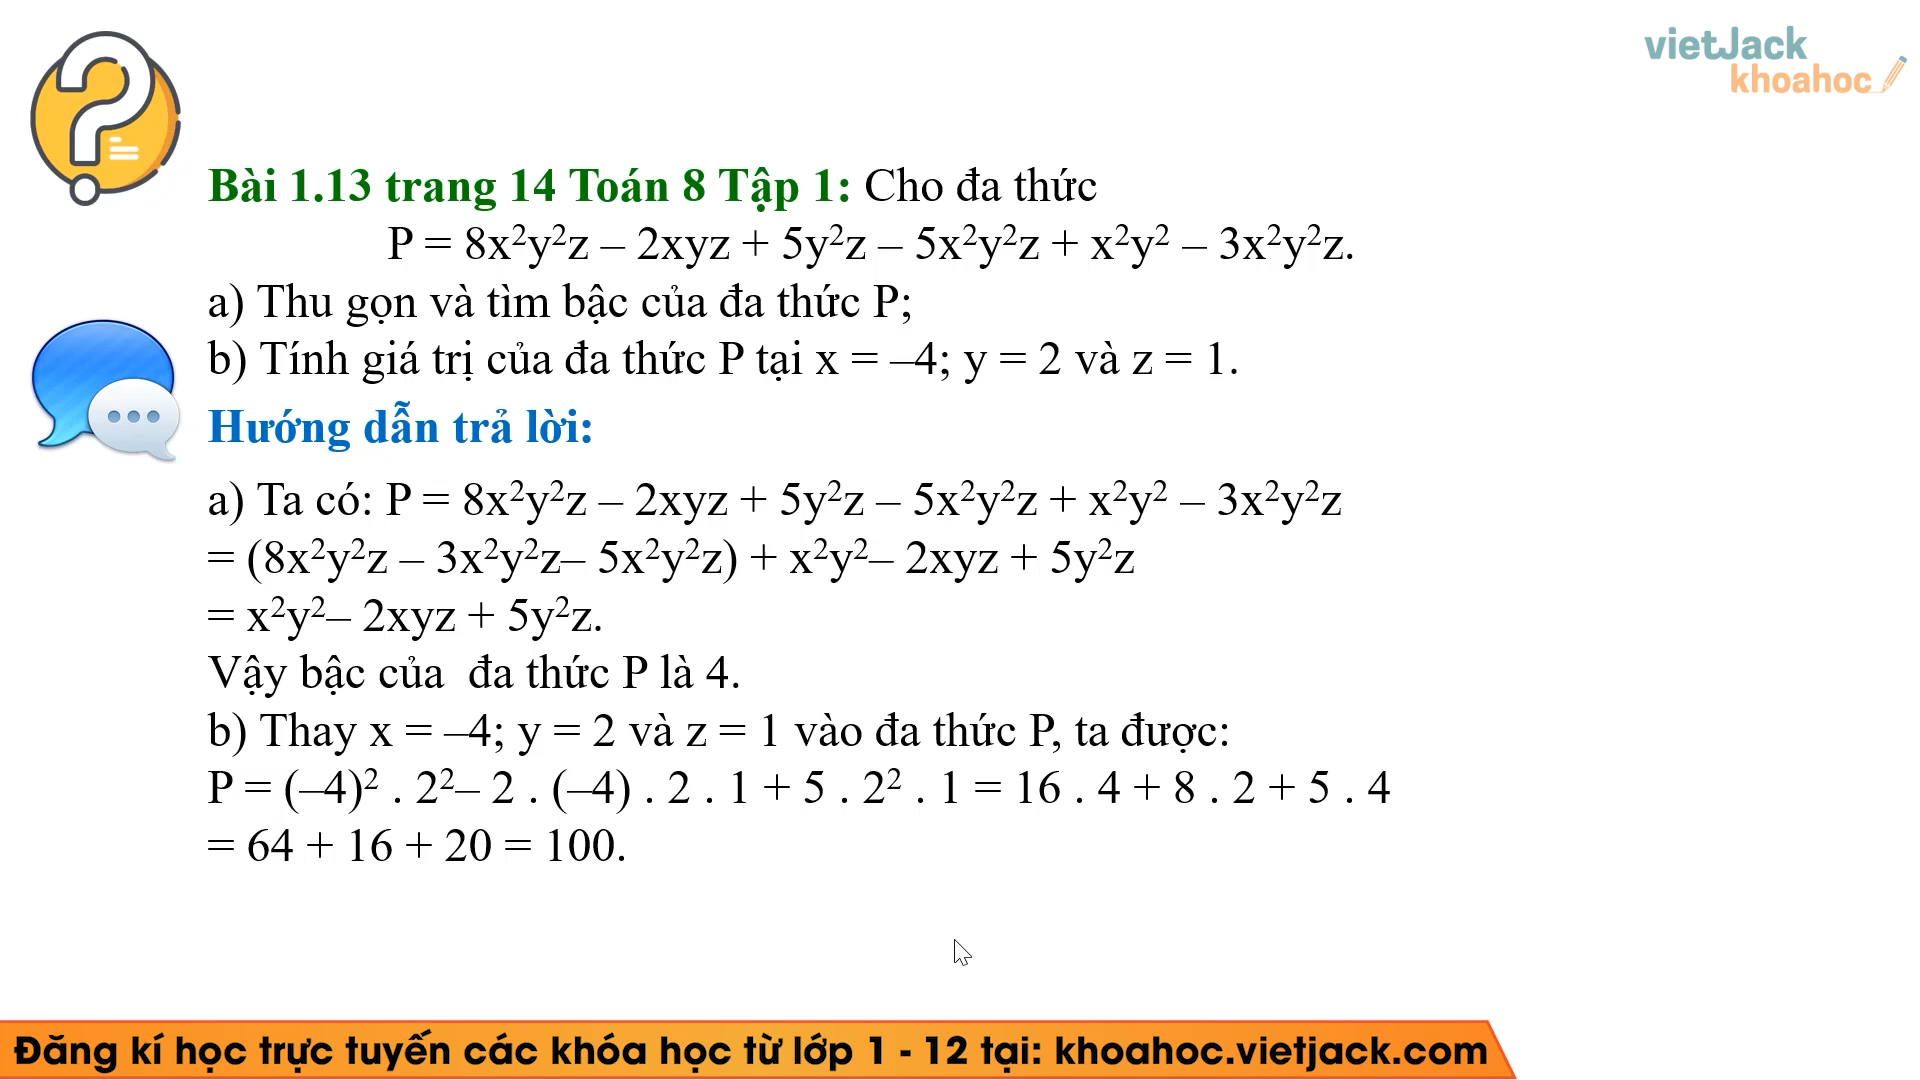 vietJack
khoahoc
Bài 1.13 trang 14 Toán 8 Tập 1: Cho đa thức
P = 8x²y²z – 2xyz + 5y²z – 5x²y²z + x²y² – 3x²y²z.
a) Thu gọn và tìm bậc của đa thức P;
b) Tính giá trị của đa thức P tại x = –4; y = 2 và z = 1.
Hướng dẫn trả lời:
a) Ta có: P = 8x²y²z – 2xyz + 5y²z – 5x²y²z + x²y² – 3x²y²z
= (8x²y²z – 3x²y²z– 5x²y²z) + x²y²– 2xyz + 5y²z
= x²y²– 2xyz + 5y²z.
Vậy bậc của  đa thức P là 4.
b) Thay x = –4; y = 2 và z = 1 vào đa thức P, ta được:
P = (–4)² . 2²– 2 . (–4) . 2 . 1 + 5 . 2² . 1 = 16 . 4 + 8 . 2 + 5 . 4
= 64 + 16 + 20 = 100.
Đăng kí học trực tuyến các khóa học từ lớp 1 - 12 tại: khoahoc.vietjack.com